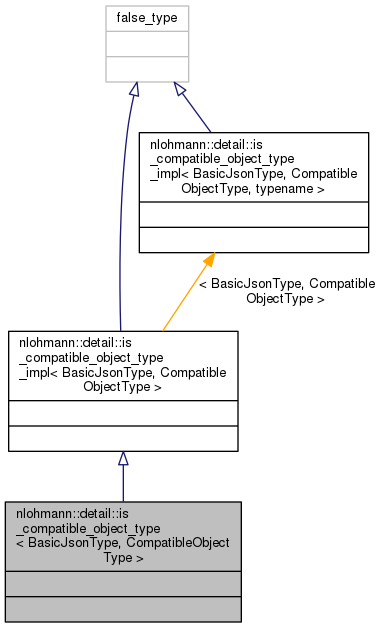 false_type
nlohmann::detail::is
_compatible_object_type
_impl< BasicJsonType, Compatible
ObjectType, typename >
< BasicJsonType, Compatible
ObjectType >
nlohmann::detail::is
_compatible_object_type
_impl< BasicJsonType, Compatible
ObjectType >
nlohmann::detail::is
_compatible_object_type
< BasicJsonType, CompatibleObject
Type >